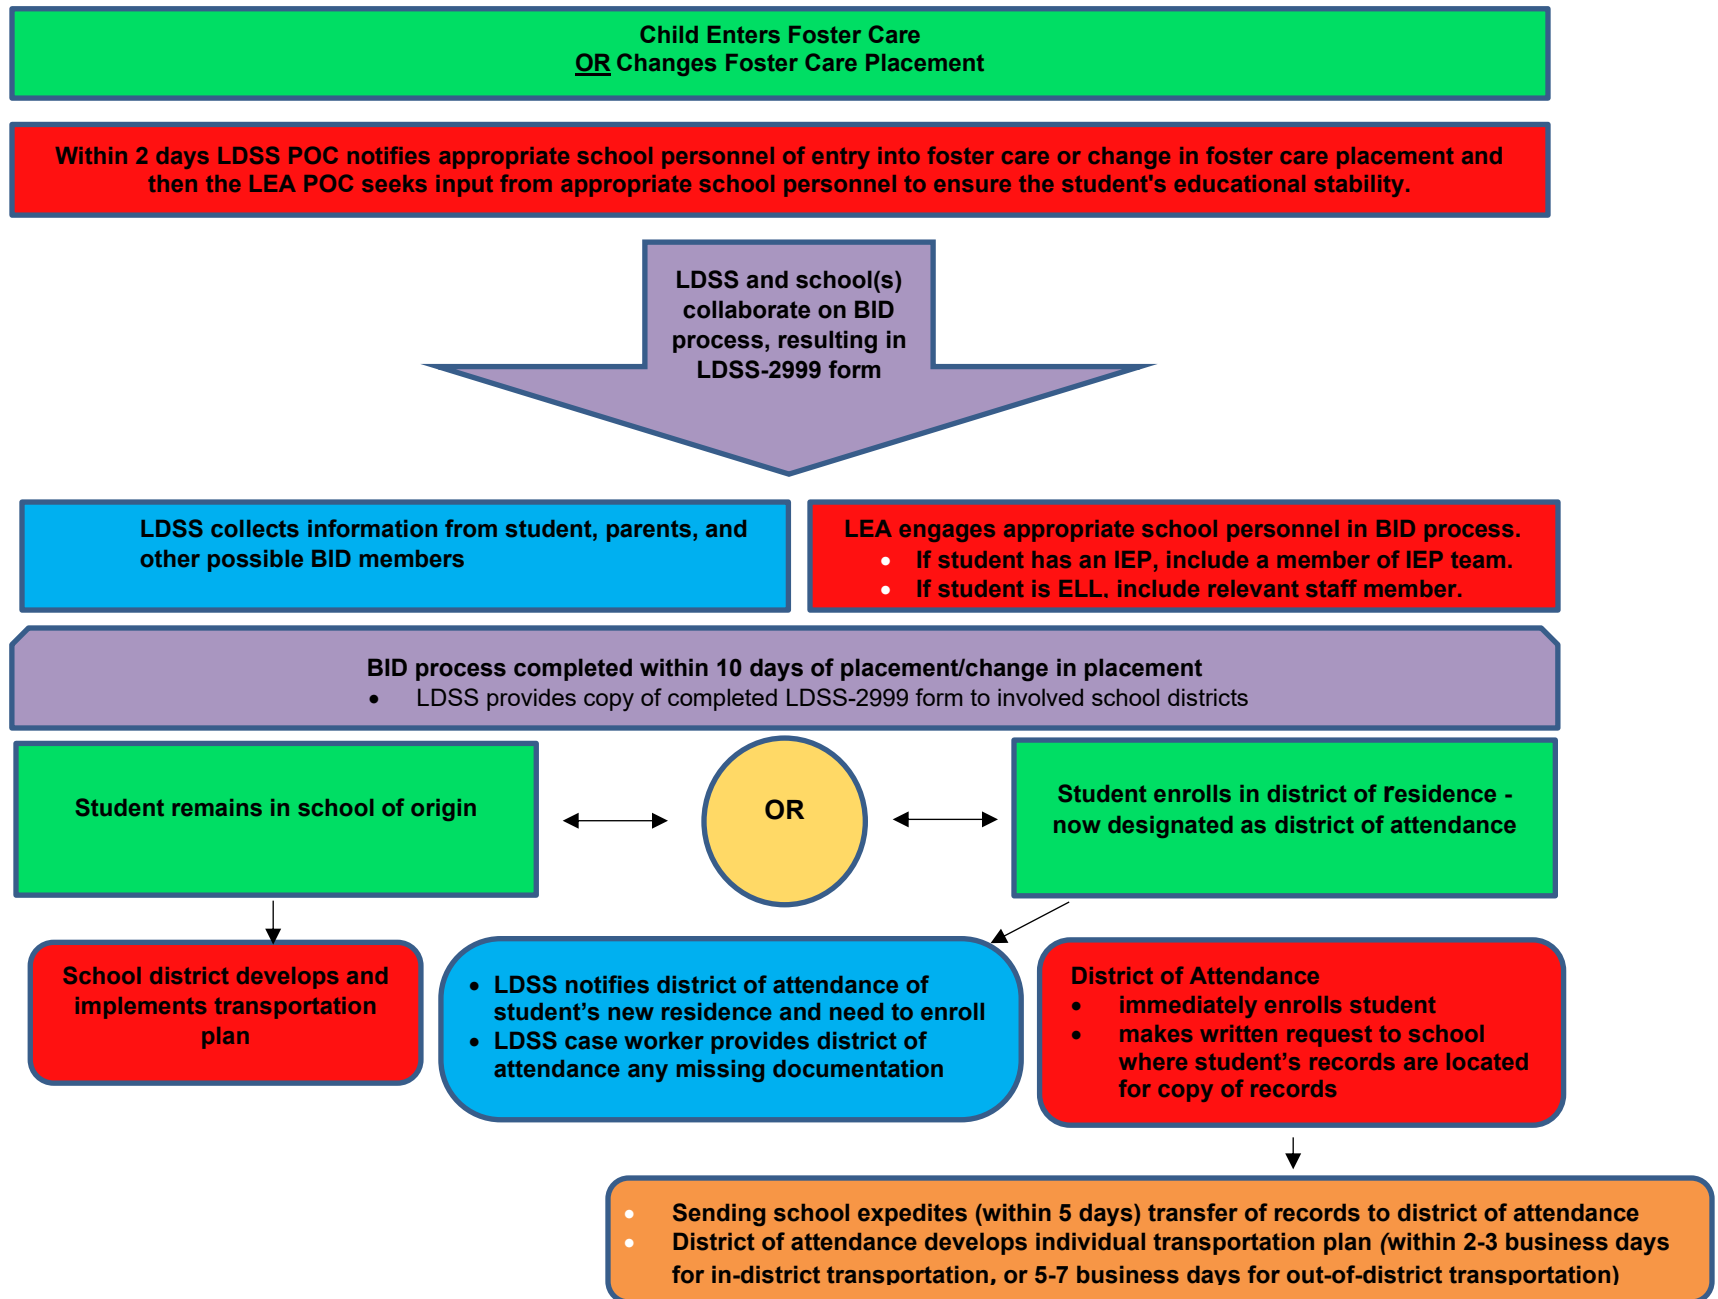 Child Enters Foster Care
OR Changes Foster Care Placement
Within 2 days LDSS POC notifies appropriate school personnel of entry into foster care or change in foster care placement and
then the LEA POC seeks input from appropriate school personnel to ensure the student's educational stability.
LDSS and school(s)
collaborate on BID
process, resulting in
LDSS-2999 form
LDSS collects information from student, parents, and
other possible BID members
LEA engages appropriate school personnel in BID process.
• If student has an IEP, include a member of IEP team.
• If student is ELL, include relevant staff member.
BID process completed within 10 days of placement/change in placement
• LDSS provides copy of completed LDSS-2999 form to involved school districts
Student remains in school of origin
OR
Student enrolls in district of residence -
now designated as district of attendance
School district develops and
implements transportation
plan
• LDSS notifies district of attendance of
student’s new residence and need to enroll
• LDSS case worker provides district of
attendance any missing documentation
District of Attendance
• immediately enrolls student
• makes written request to school
where student’s records are located
for copy of records
• Sending school expedites (within 5 days) transfer of records to district of attendance
• District of attendance develops individual transportation plan (within 2-3 business days
for in-district transportation, or 5-7 business days for out-of-district transportation)